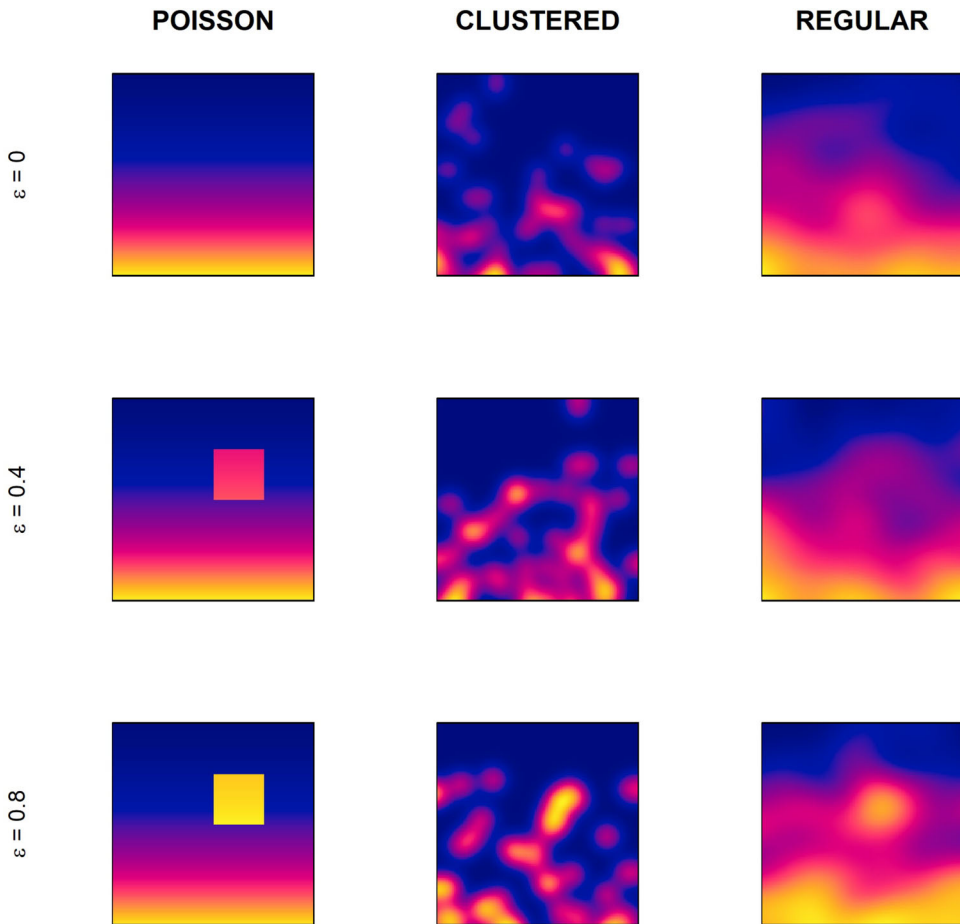 POISSON CLUSTERED REGULAR
ε = 0
ε = 0.4
ε = 0.8